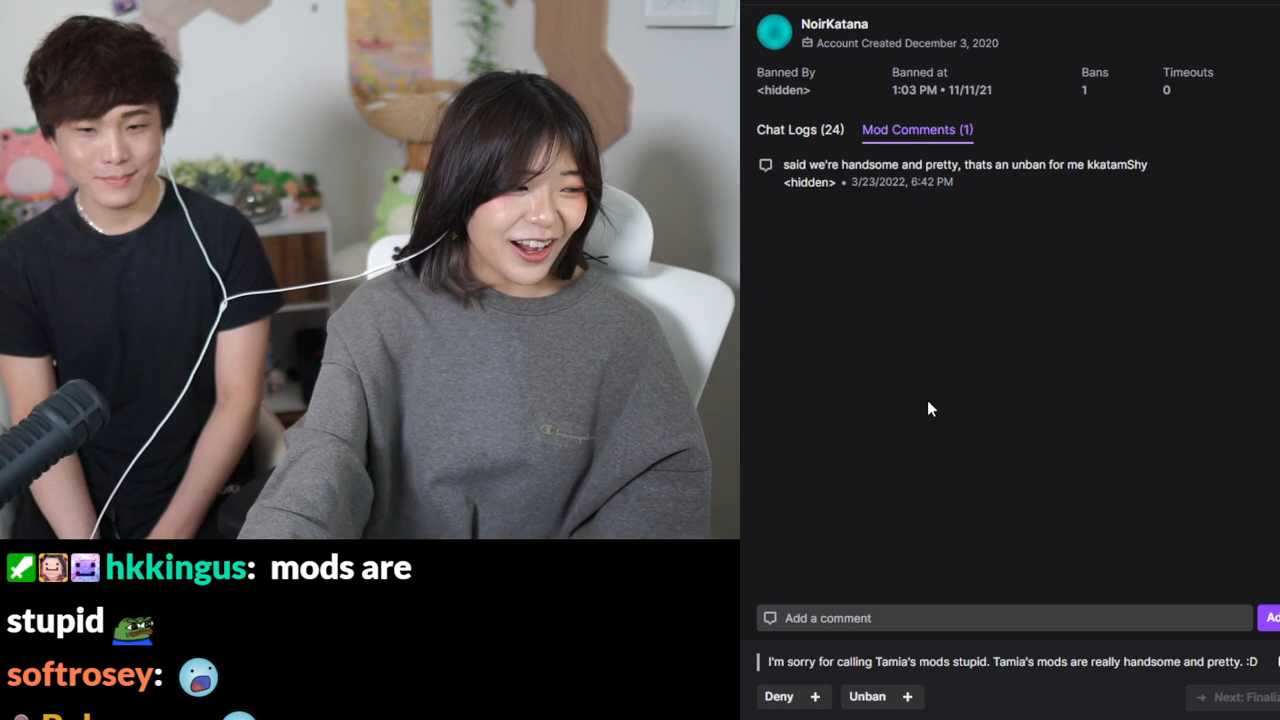 NoirKatana
Account Created December 3, 2020
Banned By
<hidden>
Banned at
1:03 PM • 11/11/21
Bans
1
Timeouts
0
Chat Logs (24)
Mod Comments (1)
said we're handsome and pretty, thats an unban for me kkatamShy
<hidden> • 3/23/2022, 6:42 PM
Champion
hkkingus: mods are
stupid
softrosey:
Add a comment
I'm sorry for calling Tamia's mods stupid. Tamia's mods are really handsome and pretty. :D
Deny +
Unban +